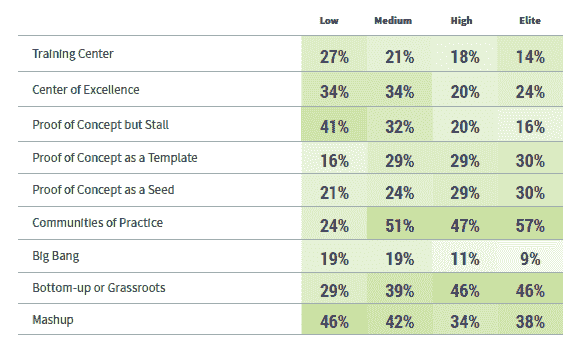 Low Medium High Elite
Training Center 27% 21% 18% 14%
Center of Excellence 34% 34% 20% 24%
Proof of Concept but Stall 41% 32% 20% 16%
Proof of Concept as a Template 16% 29% 29% 30%
Proof of Concept as a Seed 21% 24% 29% 30%
Communities of Practice 24% 51% 47% 57%
Big Bang 19% 19% 11% 9%
Bottom-up or Grassroots 29% 39% 46% 46%
Mashup 46% 42% 34% 38%